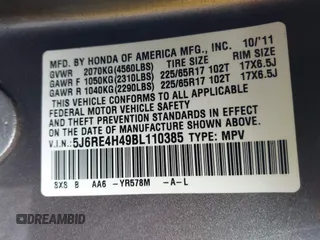 MFD. BY HONDA OF AMERICA MFG., INC. 10/'11
GVWR 2070KG(4560LBS) TIRE SIZE RIM SIZE
GAWR F 1050KG(2310LBS) 225/65R17 102T 17X6.5J
GAWR R 1040KG(2290LBS) 225/65R17 102T 17X6.5J
THIS VEHICLE CONFORMS TO ALL APPLICABLE
FEDERAL MOTOR VEHICLE SAFETY STANDARDS
IN EFFECT ON THE DATE OF MANUFACTURE
SHOWN ABOVE.
V.I.N.: 5J6RE4H49BL110385 TYPE: MPV
SXS B AA6 -YR578M -A-L
DREAMBID